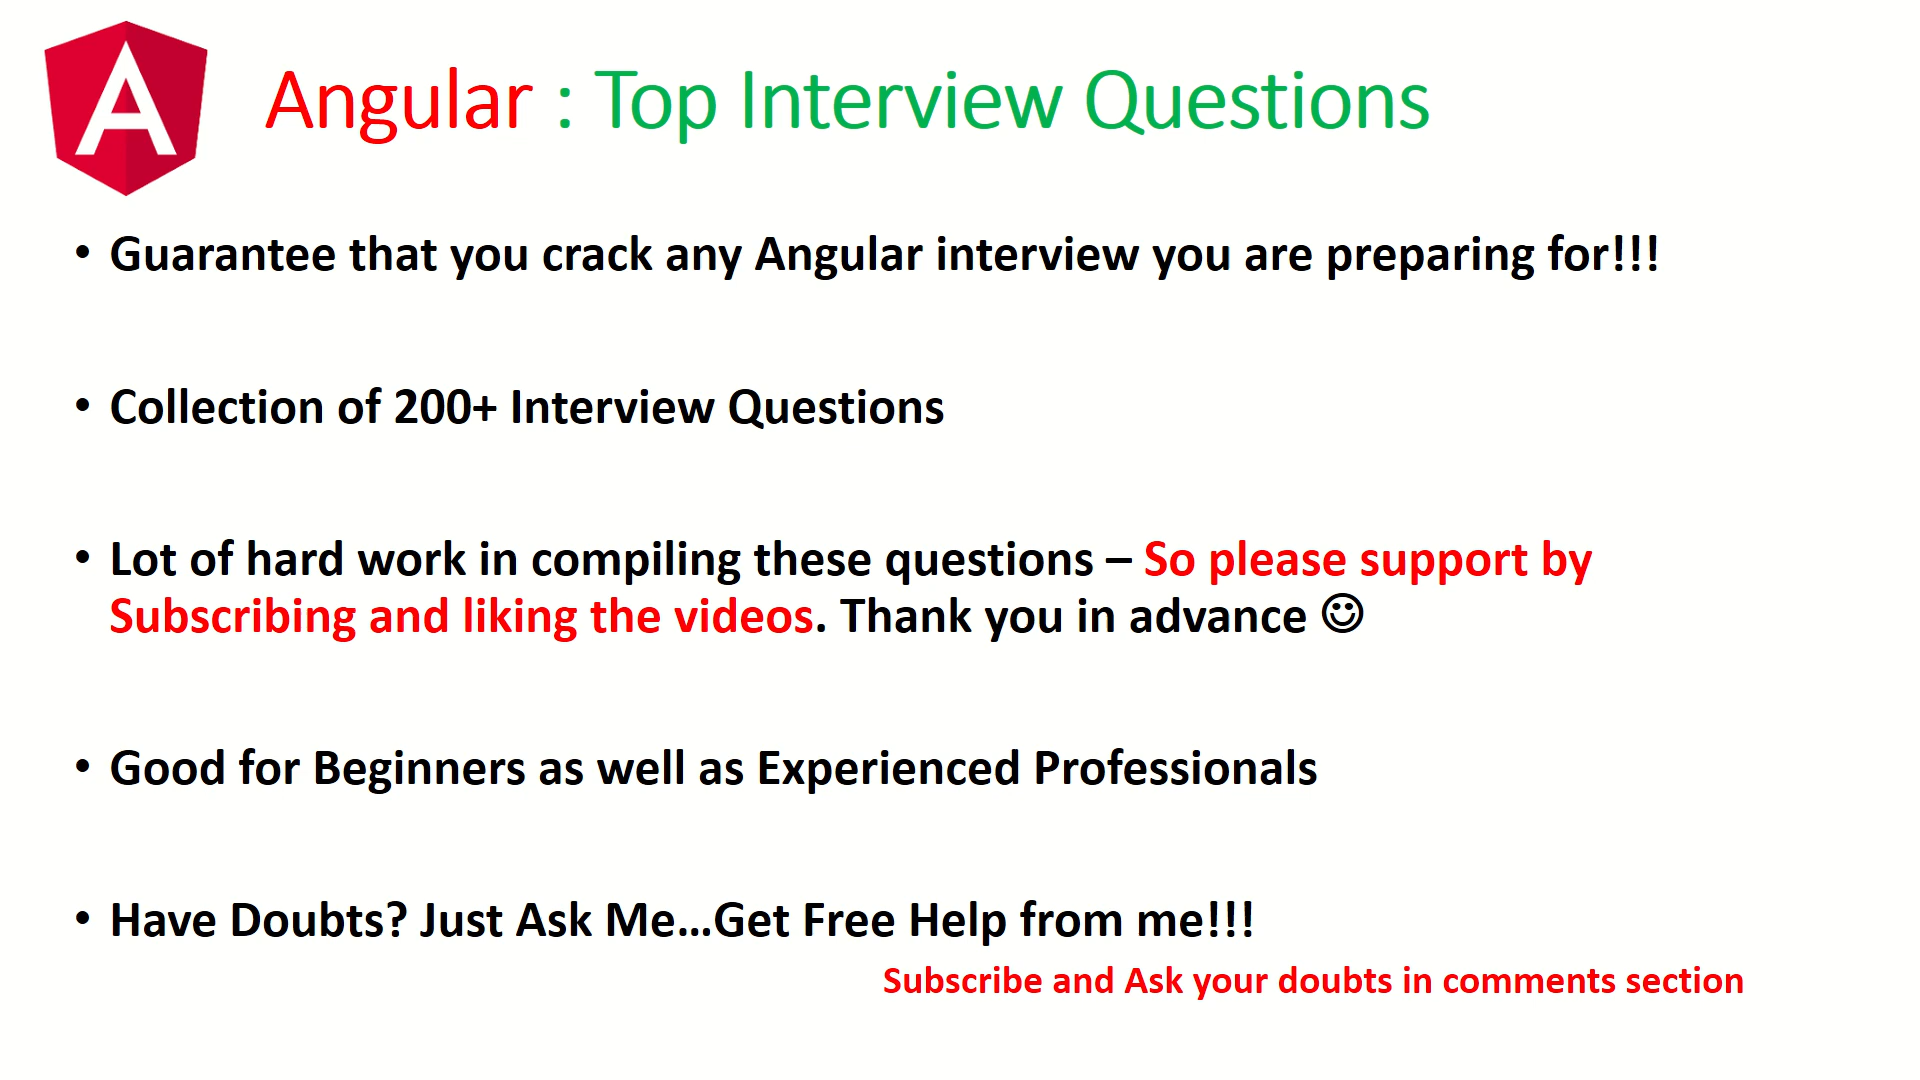 Angular : Top Interview Questions
• Guarantee that you crack any Angular interview you are preparing for!!!
• Collection of 200+ Interview Questions
• Lot of hard work in compiling these questions – So please support by
Subscribing and liking the videos. Thank you in advance ☺
• Good for Beginners as well as Experienced Professionals
• Have Doubts? Just Ask Me...Get Free Help from me!!!
Subscribe and Ask your doubts in comments section